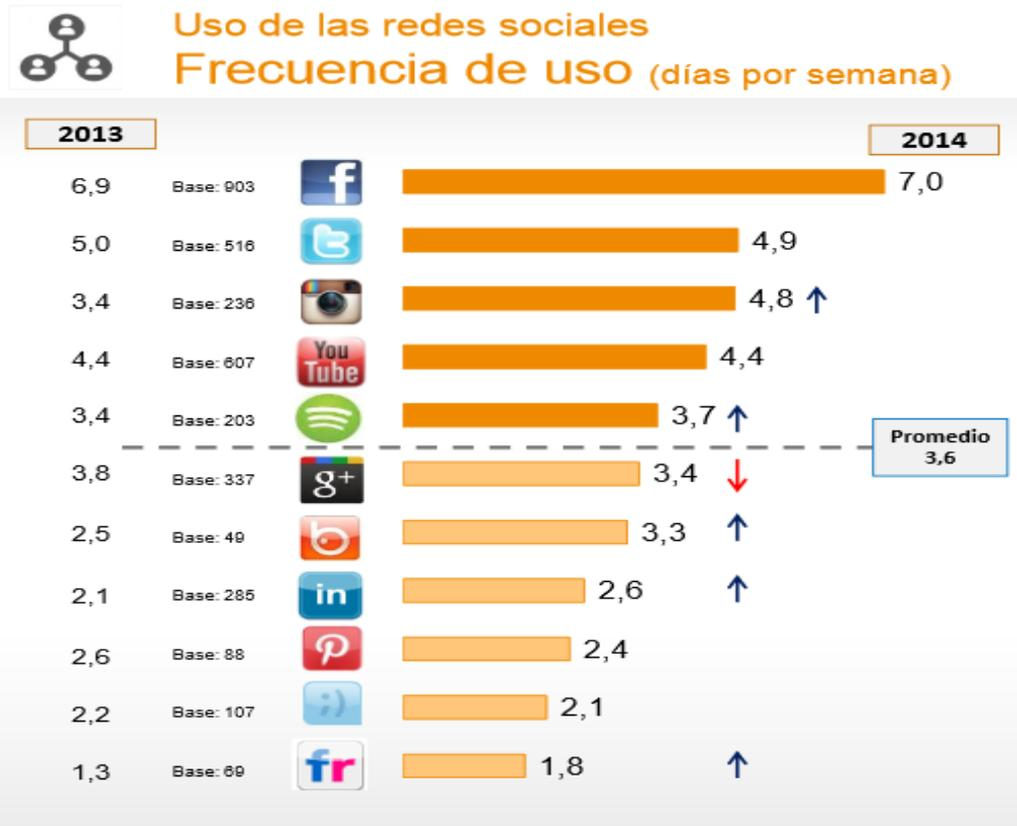 Uso de las redes sociales
Frecuencia de uso (días por semana)
2013
2014
6,9 Base: 903 f 7,0
5,0 Base: 516 t 4,9
3,4 Base: 236 4,8 ↑
4,4 Base: 607 You Tube 4,4
3,4 Base: 203 3,7 ↑
Promedio
3,6
3,8 Base: 337 g+ 3,4 ↓
2,5 Base: 49 b 3,3 ↑
2,1 Base: 285 in 2,6 ↑
2,6 Base: 88 P 2,4
2,2 Base: 107 ;) 2,1
1,3 Base: 69 fr 1,8 ↑